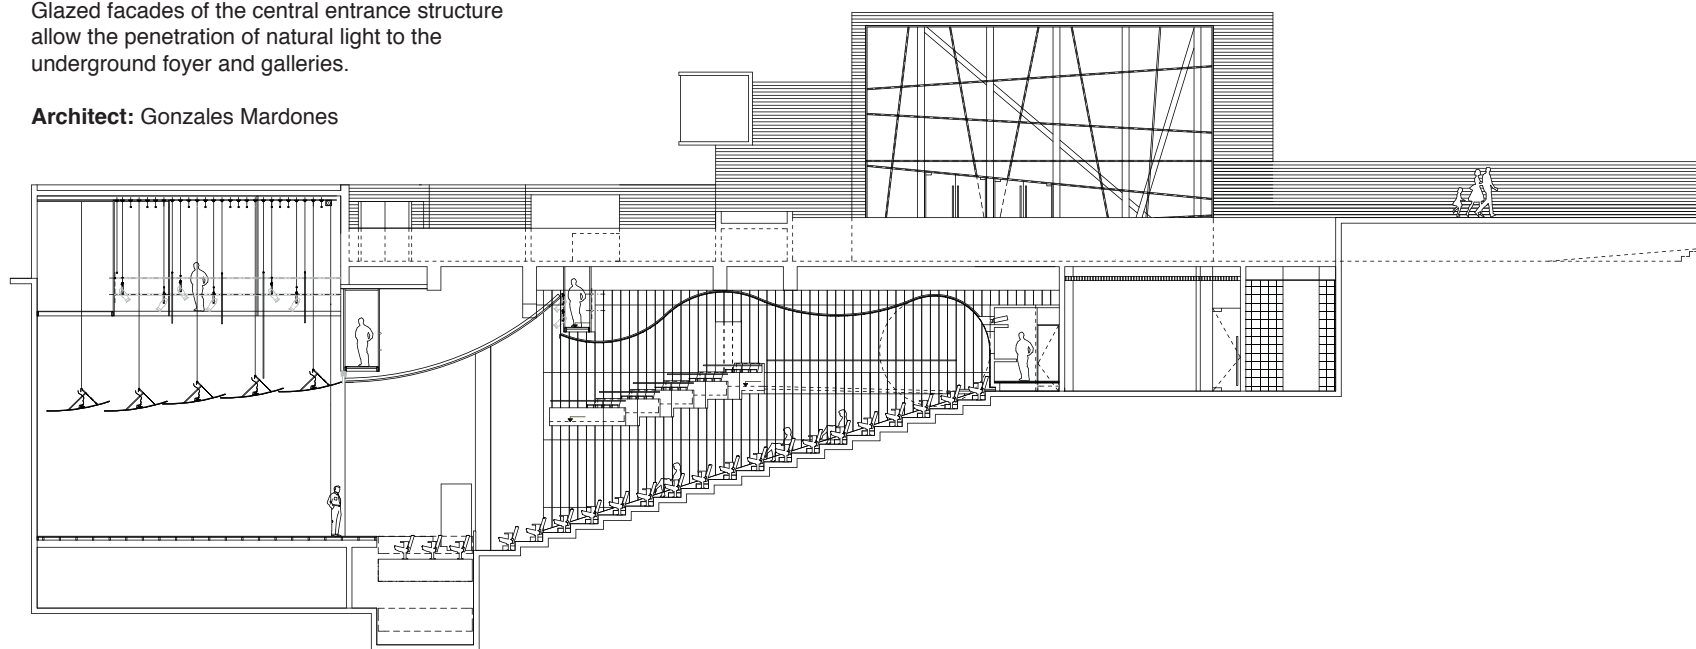 Glazed facades of the central entrance structure
allow the penetration of natural light to the
underground foyer and galleries.
Architect: Gonzales Mardones